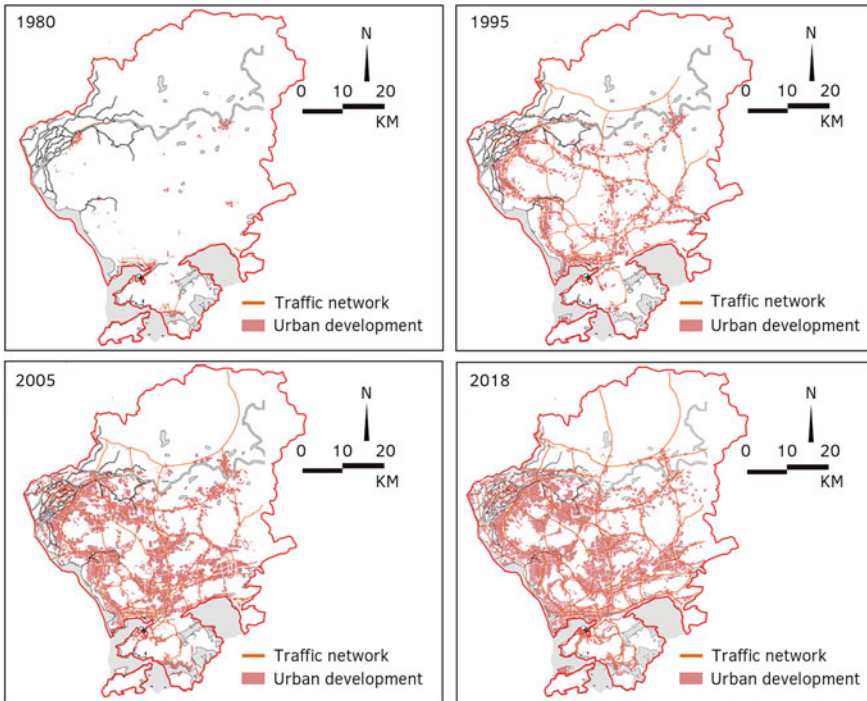 1980
N
0 10 20
KM
Traffic network
Urban development
1995
N
0 10 20
KM
Traffic network
Urban development
2005
N
0 10 20
KM
Traffic network
Urban development
2018
N
0 10 20
KM
Traffic network
Urban development